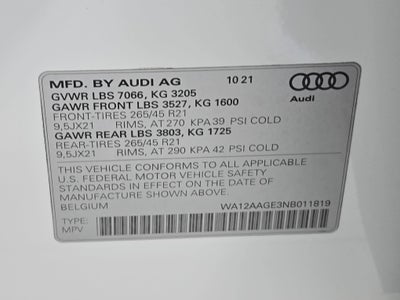 MFD. BY AUDI AG 10 21
GVWR LBS 7066, KG 3205
GAWR FRONT LBS 3527, KG 1600
FRONT-TIRES 265/45 R21
9,5JX21 RIMS, AT 270 KPA 39 PSI COLD
GAWR REAR LBS 3803, KG 1725
REAR-TIRES 265/45 R21
9,5JX21 RIMS, AT 290 KPA 42 PSI COLD
Audi
THIS VEHICLE CONFORMS TO ALL APPLICABLE
U.S. FEDERAL MOTOR VEHICLE SAFETY
STANDARDS IN EFFECT ON THE DATE OF
MANUFACTURE SHOWN ABOVE.
BELGIUM WA12AAGE3NB011819
TYPE:
MPV